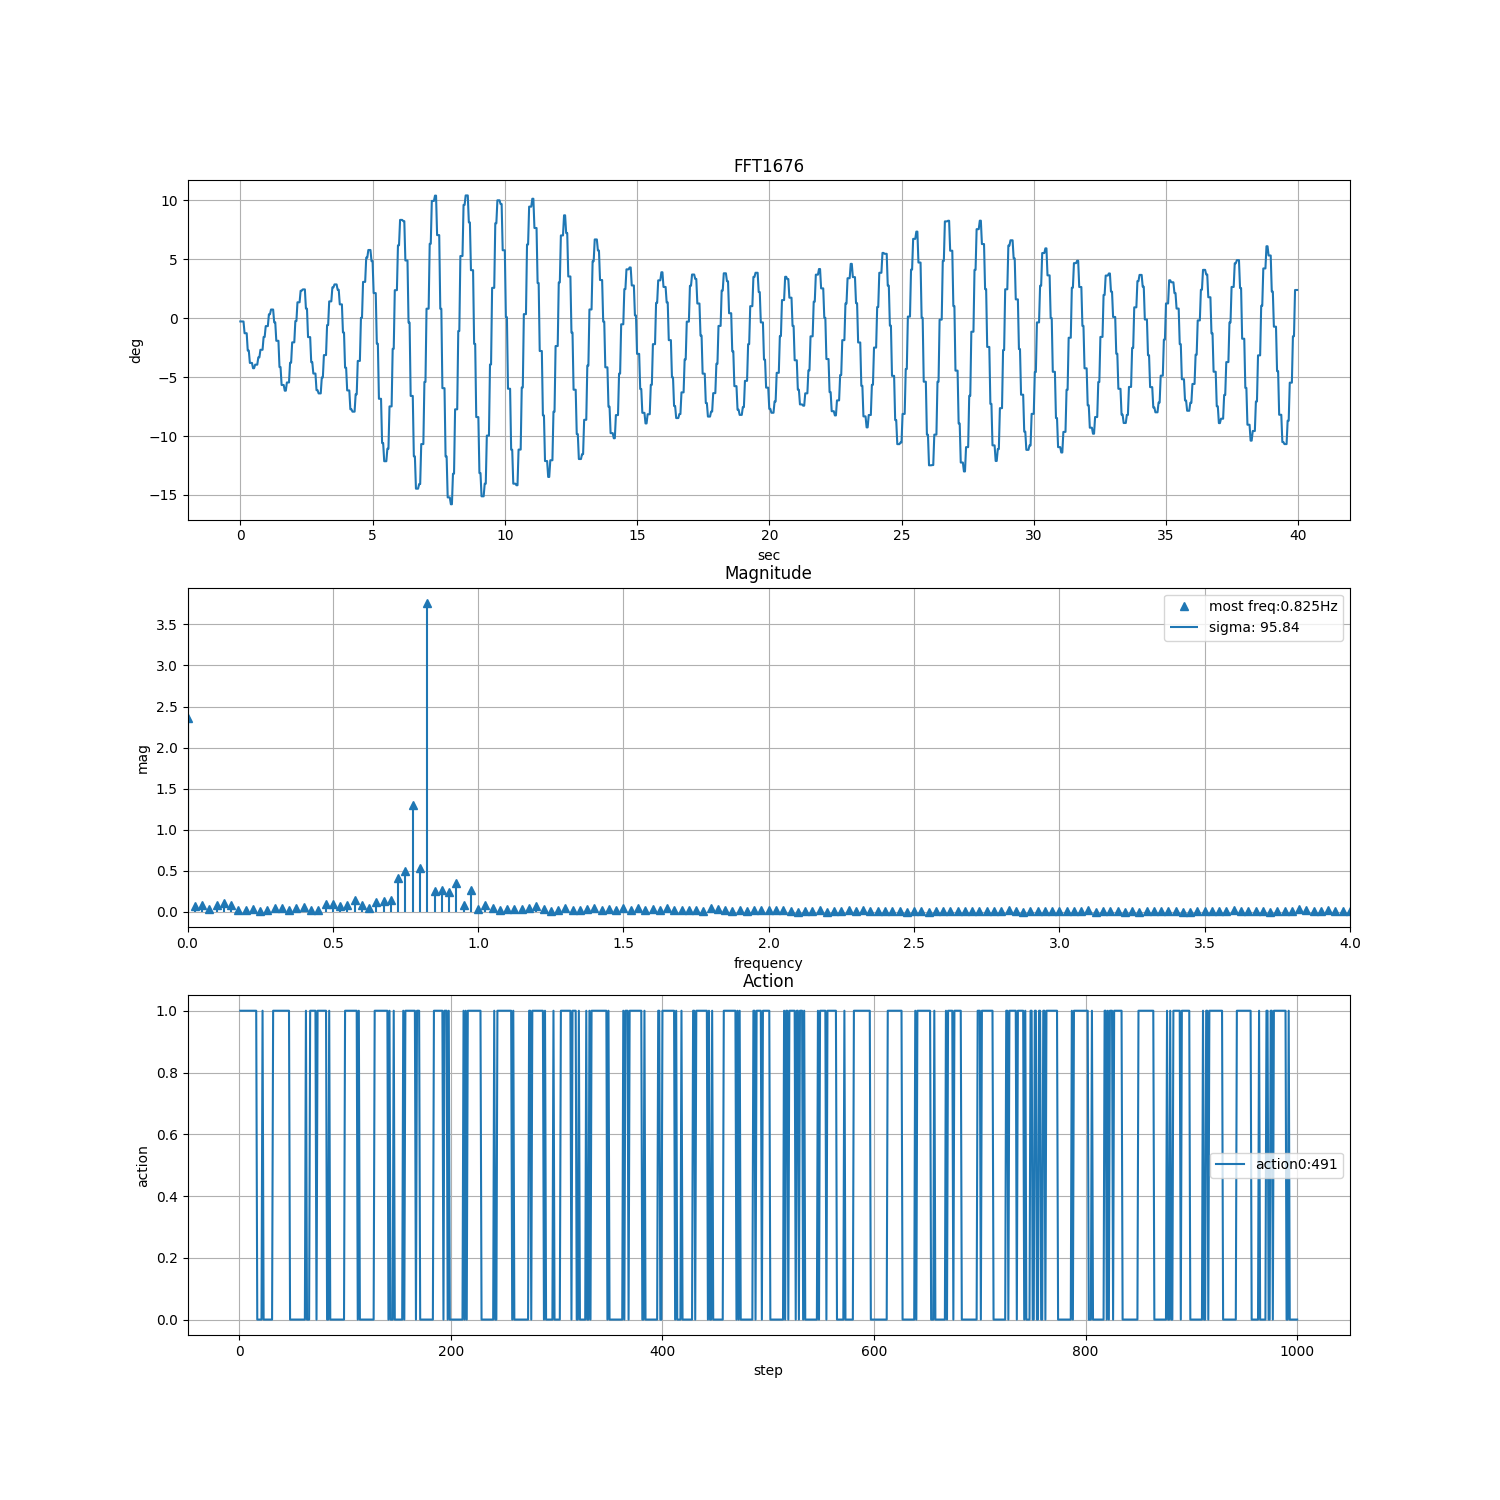 FFT1676
10
5
0
−5
−10
−15
deg
0 5 10 15 20 25 30 35 40
sec
Magnitude
most freq:0.825Hz
sigma: 95.84
3.5
3.0
2.5
2.0
1.5
1.0
0.5
0.0
mag
0.0 0.5 1.0 1.5 2.0 2.5 3.0 3.5 4.0
frequency
Action
1.0
0.8
0.6
0.4
0.2
0.0
action
action0:491
0 200 400 600 800 1000
step